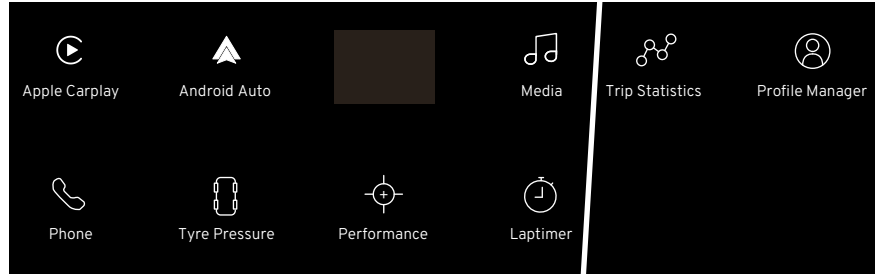 Apple Carplay
Android Auto
Media
Trip Statistics
Profile Manager
Phone
Tyre Pressure
Performance
Laptimer